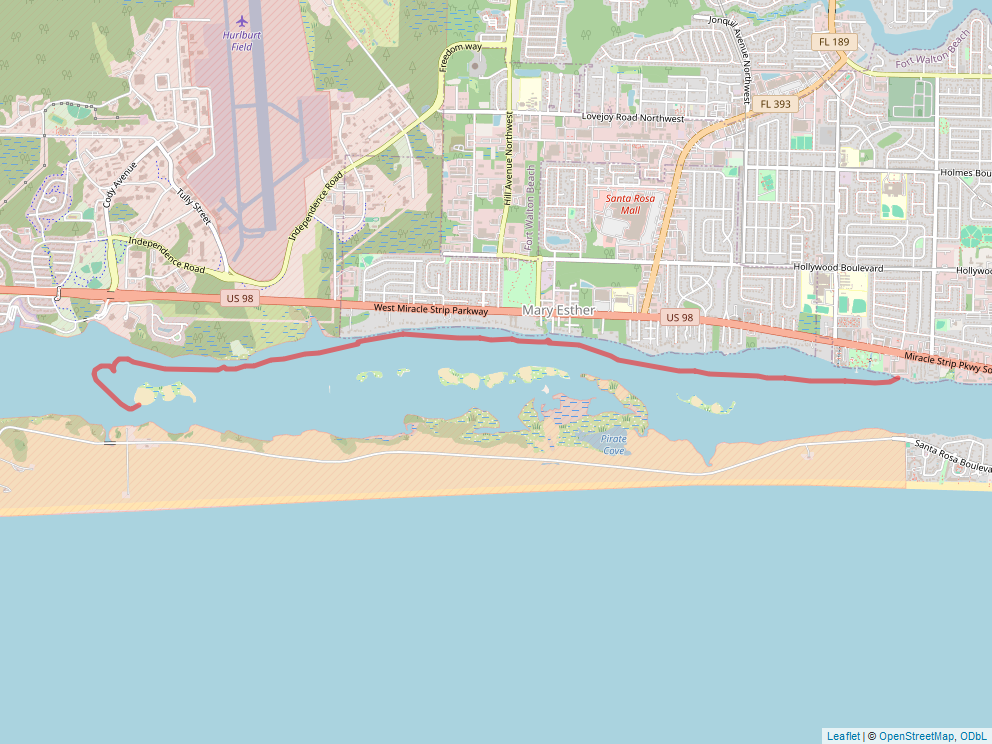 Jonquil Avenue Northwest
Hurlburt
Field
FL 189
Freedom way
Fort Walton Beach
FL 393
Lovejoy Road Northwest
Hill Avenue Northwest
Cody Avenue
Tully Street
Independence Road
Fort Walton Beach
Holmes Bou
Santa Rosa
Mall
Independence Road
Hollywood Boulevard
Hollywo
US 98
West Miracle Strip Parkway
Mary Esther
US 98
Miracle Strip Pkwy So
Pirate
Cove
Santa Rosa Bouleva
Leaflet | © OpenStreetMap, ODbL